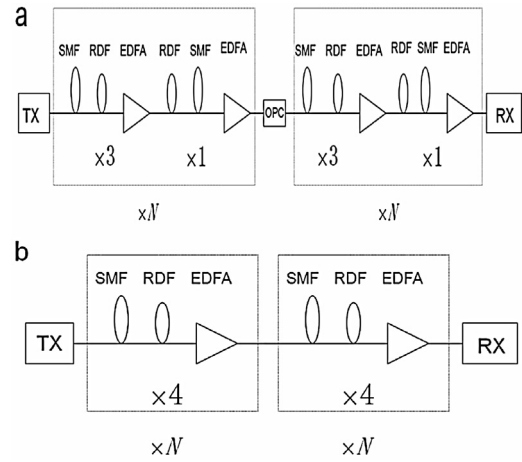 a
SMF RDF EDFA RDF SMF EDFA SMF RDF EDFA RDF SMF EDFA
TX OPC RX
×3 ×1 ×3 ×1
×N ×N
b
SMF RDF EDFA SMF RDF EDFA
TX RX
×4 ×4
×N ×N